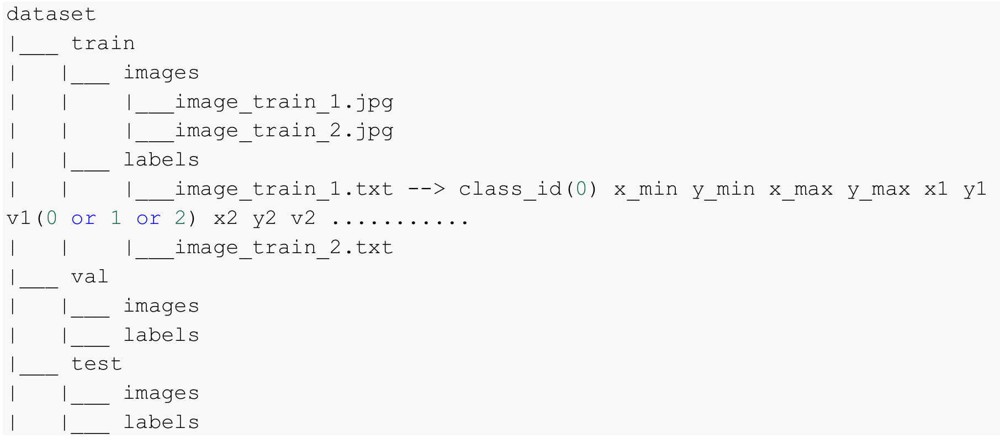 dataset
|___ train
|   |___ images
|   |    |___image_train_1.jpg
|   |    |___image_train_2.jpg
|   |___ labels
|   |    |___image_train_1.txt --> class_id(0) x_min y_min x_max y_max x1 y1
v1(0 or 1 or 2) x2 y2 v2 ...........
|   |    |___image_train_2.txt
|___ val
|   |___ images
|   |___ labels
|___ test
|   |___ images
|   |___ labels